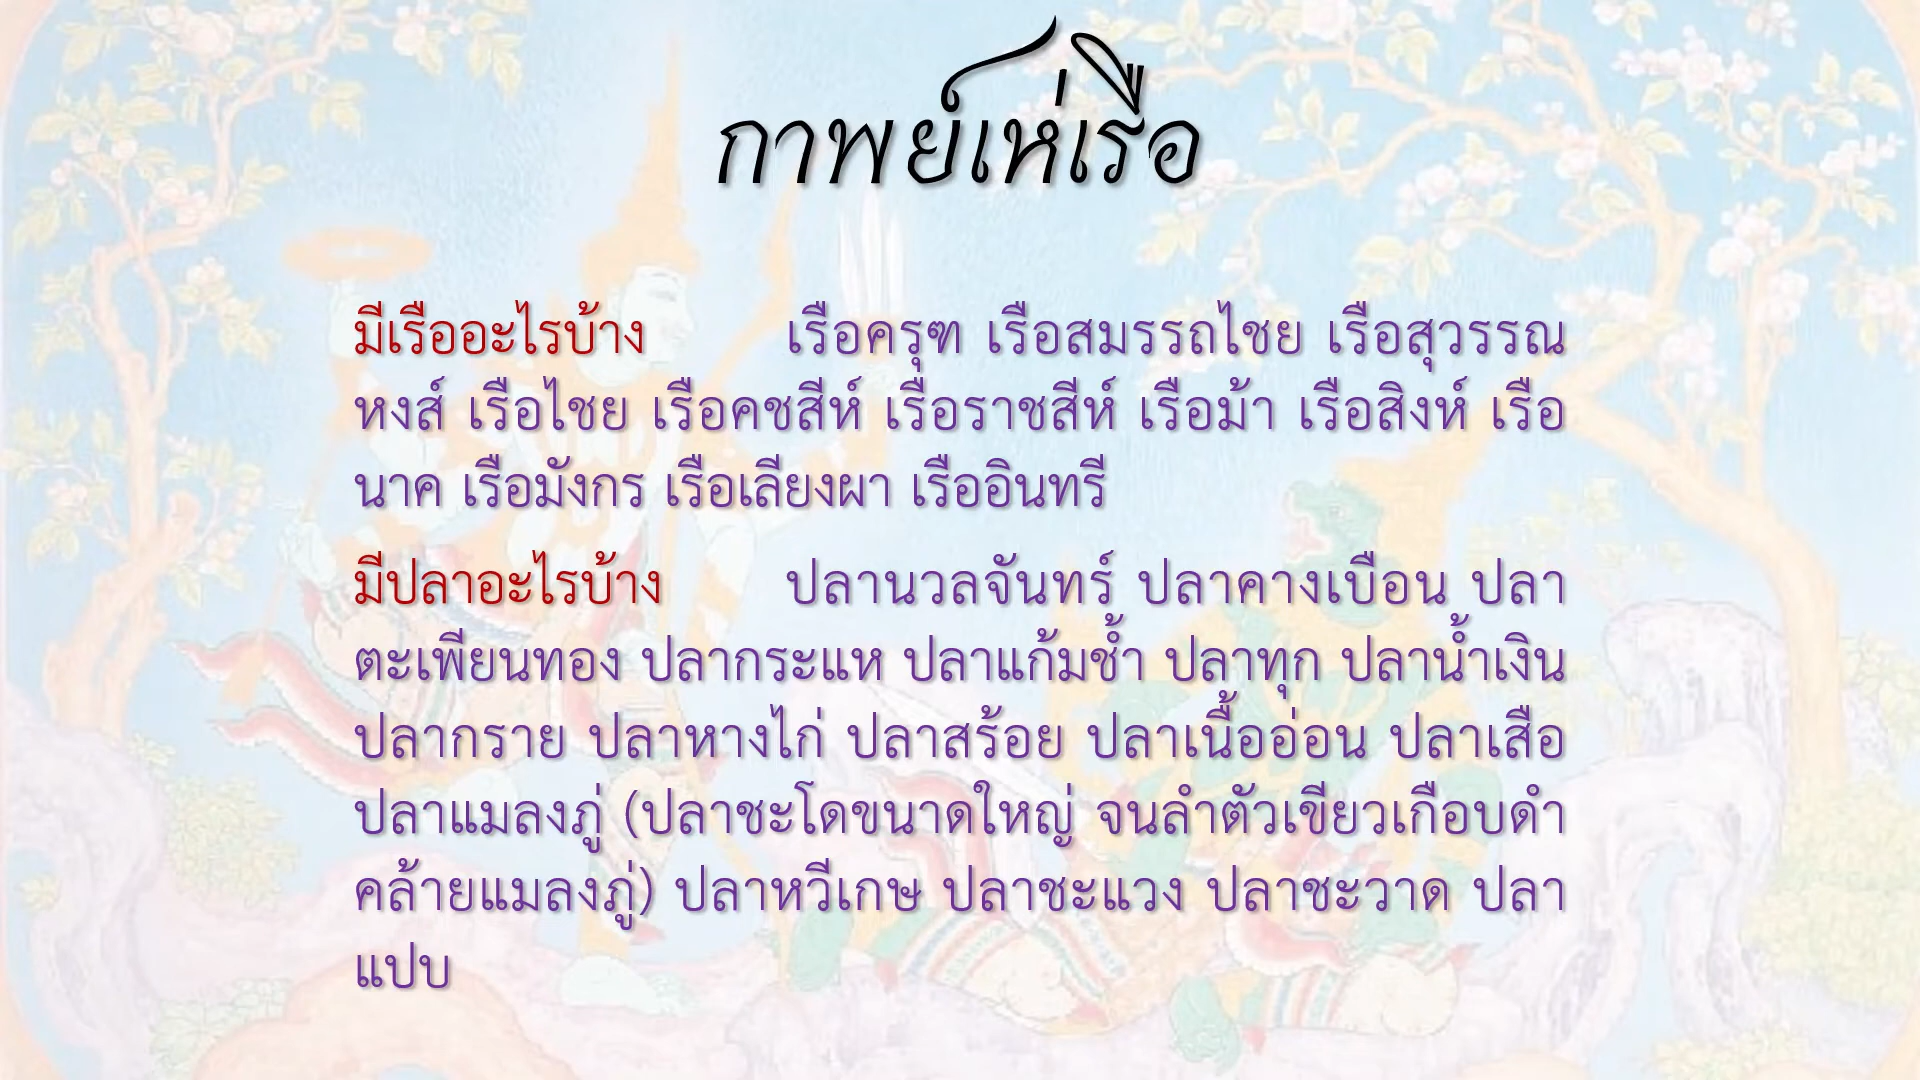 กาพย์เห่เรือ
มีเรืออะไรบ้าง เรือครุฑ เรือสมรรถไชย เรือสุวรรณ
หงส์ เรือไชย เรือคชสีห์ เรือราชสีห์ เรือม้า เรือสิงห์ เรือ
นาค เรือมังกร เรือเลียงผา เรืออินทรี
มีปลาอะไรบ้าง ปลานวลจันทร์ ปลาคางเบือน ปลา
ตะเพียนทอง ปลากระแห ปลาแก้มช้ำ ปลาทุก ปลาน้ำเงิน
ปลากราย ปลาหางไก่ ปลาสร้อย ปลาเนื้ออ่อน ปลาเสือ
ปลาแมลงภู่ (ปลาชะโดขนาดใหญ่ จนลำตัวเขียวเกือบดำ
คล้ายแมลงภู่) ปลาหวีเกษ ปลาชะแวง ปลาชะวาด ปลา
แปบ